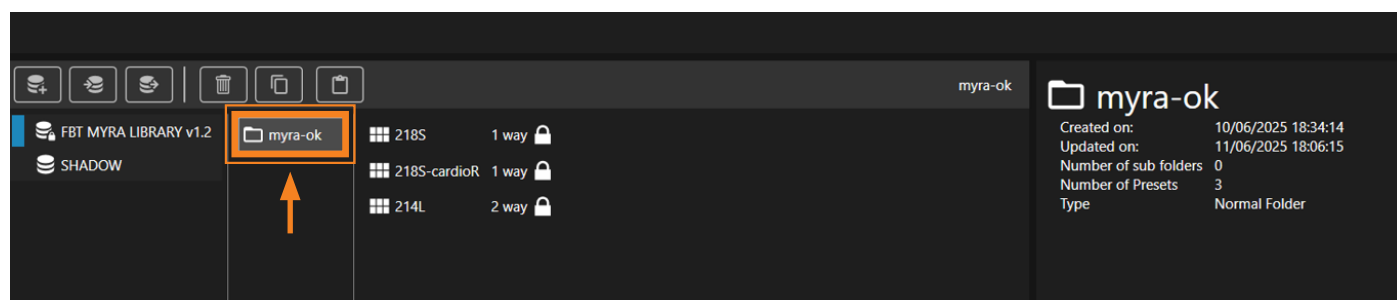 myra-ok
FBT MYRA LIBRARY v1.2
SHADOW
myra-ok
218S 1 way
218S-cardioR 1 way
214L 2 way
myra-ok
Created on: 10/06/2025 18:34:14
Updated on: 11/06/2025 18:06:15
Number of sub folders 0
Number of Presets 3
Type Normal Folder